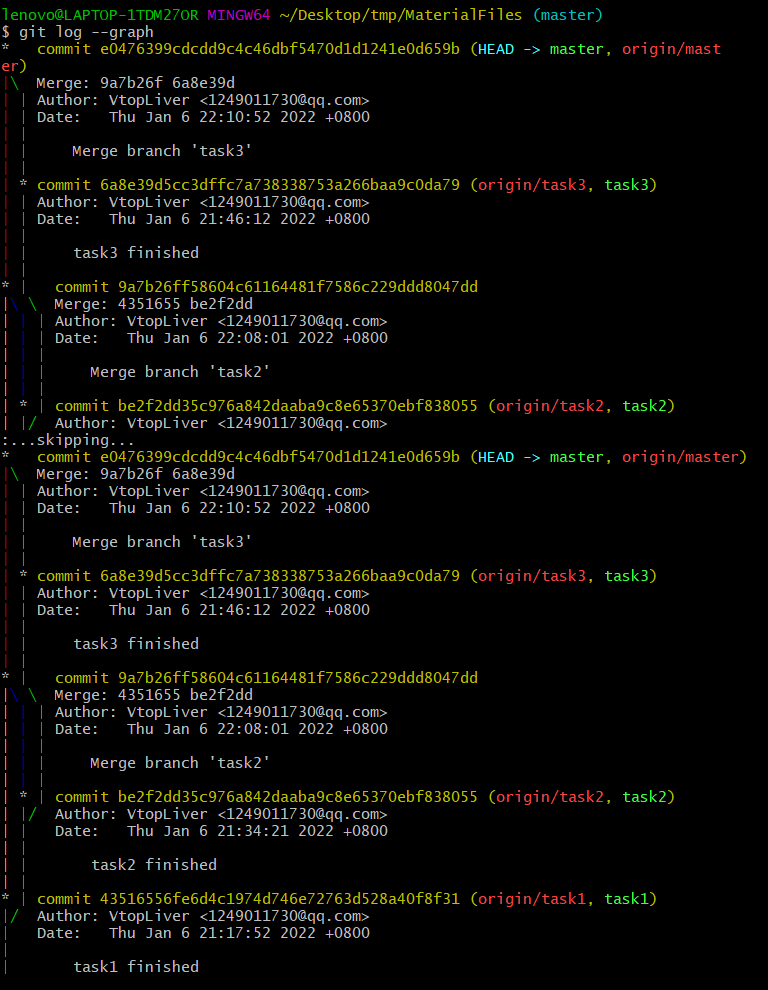 lenovo@LAPTOP-1TDM27OR MINGW64 ~/Desktop/tmp/MaterialFiles (master)
$ git log --graph
*   commit e0476399cdcdd9c4c46dbf5470d1d1241e0d659b (HEAD -> master, origin/mast
er)
|\  Merge: 9a7b26f 6a8e39d
| | Author: VtopLiver <1249011730@qq.com>
| | Date:   Thu Jan 6 22:10:52 2022 +0800
| |
| |     Merge branch 'task3'
| |
| * commit 6a8e39d5cc3dffc7a738338753a266baa9c0da79 (origin/task3, task3)
| | Author: VtopLiver <1249011730@qq.com>
| | Date:   Thu Jan 6 21:46:12 2022 +0800
| |
| |     task3 finished
| |
* |   commit 9a7b26ff58604c61164481f7586c229ddd8047dd
|\ \  Merge: 4351655 be2f2dd
| | | Author: VtopLiver <1249011730@qq.com>
| | | Date:   Thu Jan 6 22:08:01 2022 +0800
| | |
| | |     Merge branch 'task2'
| | |
| * | commit be2f2dd35c976a842daaba9c8e65370ebf838055 (origin/task2, task2)
| |/  Author: VtopLiver <1249011730@qq.com>
:...skipping...
*   commit e0476399cdcdd9c4c46dbf5470d1d1241e0d659b (HEAD -> master, origin/master)
|\  Merge: 9a7b26f 6a8e39d
| | Author: VtopLiver <1249011730@qq.com>
| | Date:   Thu Jan 6 22:10:52 2022 +0800
| |
| |     Merge branch 'task3'
| |
| * commit 6a8e39d5cc3dffc7a738338753a266baa9c0da79 (origin/task3, task3)
| | Author: VtopLiver <1249011730@qq.com>
| | Date:   Thu Jan 6 21:46:12 2022 +0800
| |
| |     task3 finished
| |
* |   commit 9a7b26ff58604c61164481f7586c229ddd8047dd
|\ \  Merge: 4351655 be2f2dd
| | | Author: VtopLiver <1249011730@qq.com>
| | | Date:   Thu Jan 6 22:08:01 2022 +0800
| | |
| | |     Merge branch 'task2'
| | |
| * | commit be2f2dd35c976a842daaba9c8e65370ebf838055 (origin/task2, task2)
| |/  Author: VtopLiver <1249011730@qq.com>
| |   Date:   Thu Jan 6 21:34:21 2022 +0800
| |
| |       task2 finished
| |
* | commit 43516556fe6d4c1974d746e72763d528a40f8f31 (origin/task1, task1)
|/  Author: VtopLiver <1249011730@qq.com>
|   Date:   Thu Jan 6 21:17:52 2022 +0800
|
|       task1 finished